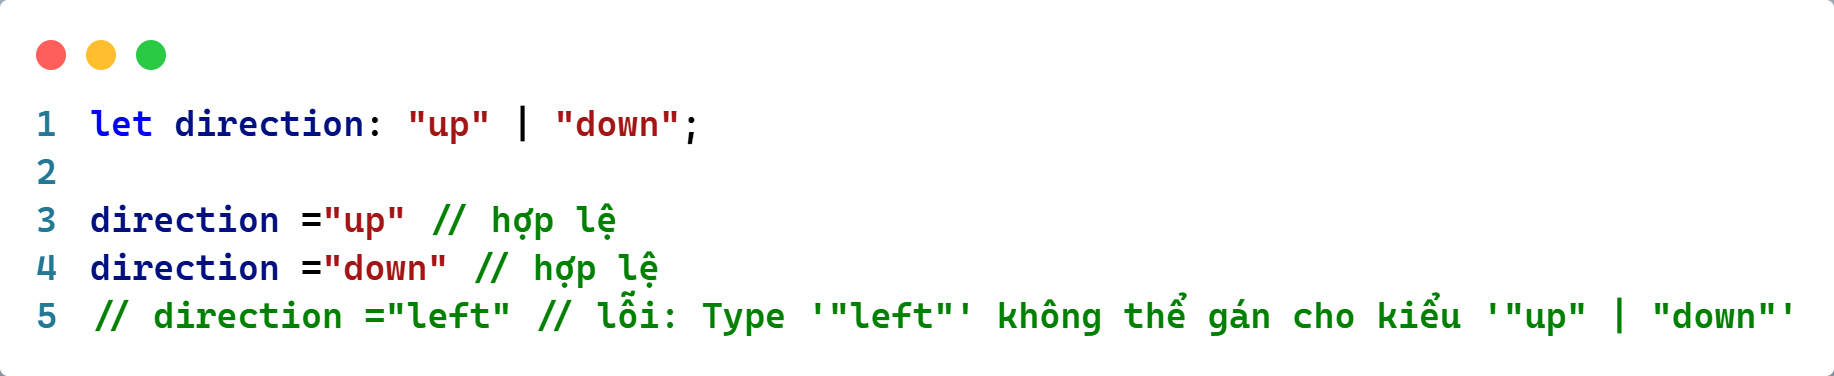 1 let direction: "up" | "down";
2
3 direction ="up" // hợp lệ
4 direction ="down" // hợp lệ
5 // direction ="left" // lỗi: Type '"left"' không thể gán cho kiểu '"up" | "down"'